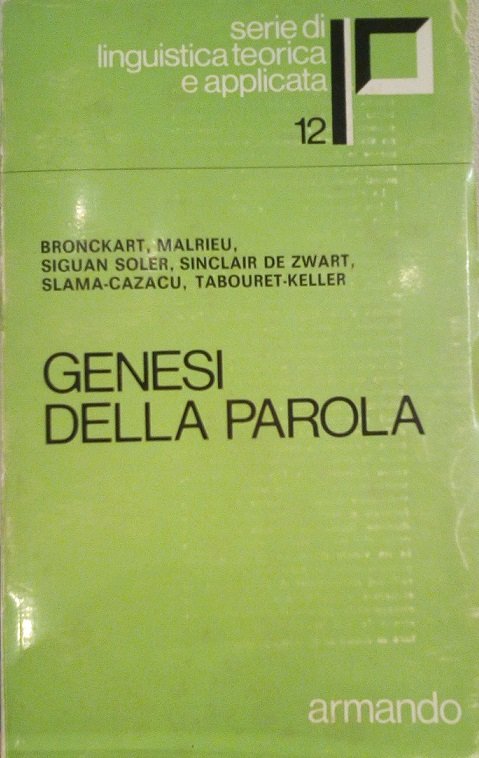 serie di
linguistica teorica
e applicata
12
BRONCKART, MALRIEU,
SIGUAN SOLER, SINCLAIR DE ZWART,
SLAMA-CAZACU, TABOURET-KELLER
GENESI
DELLA PAROLA
armando